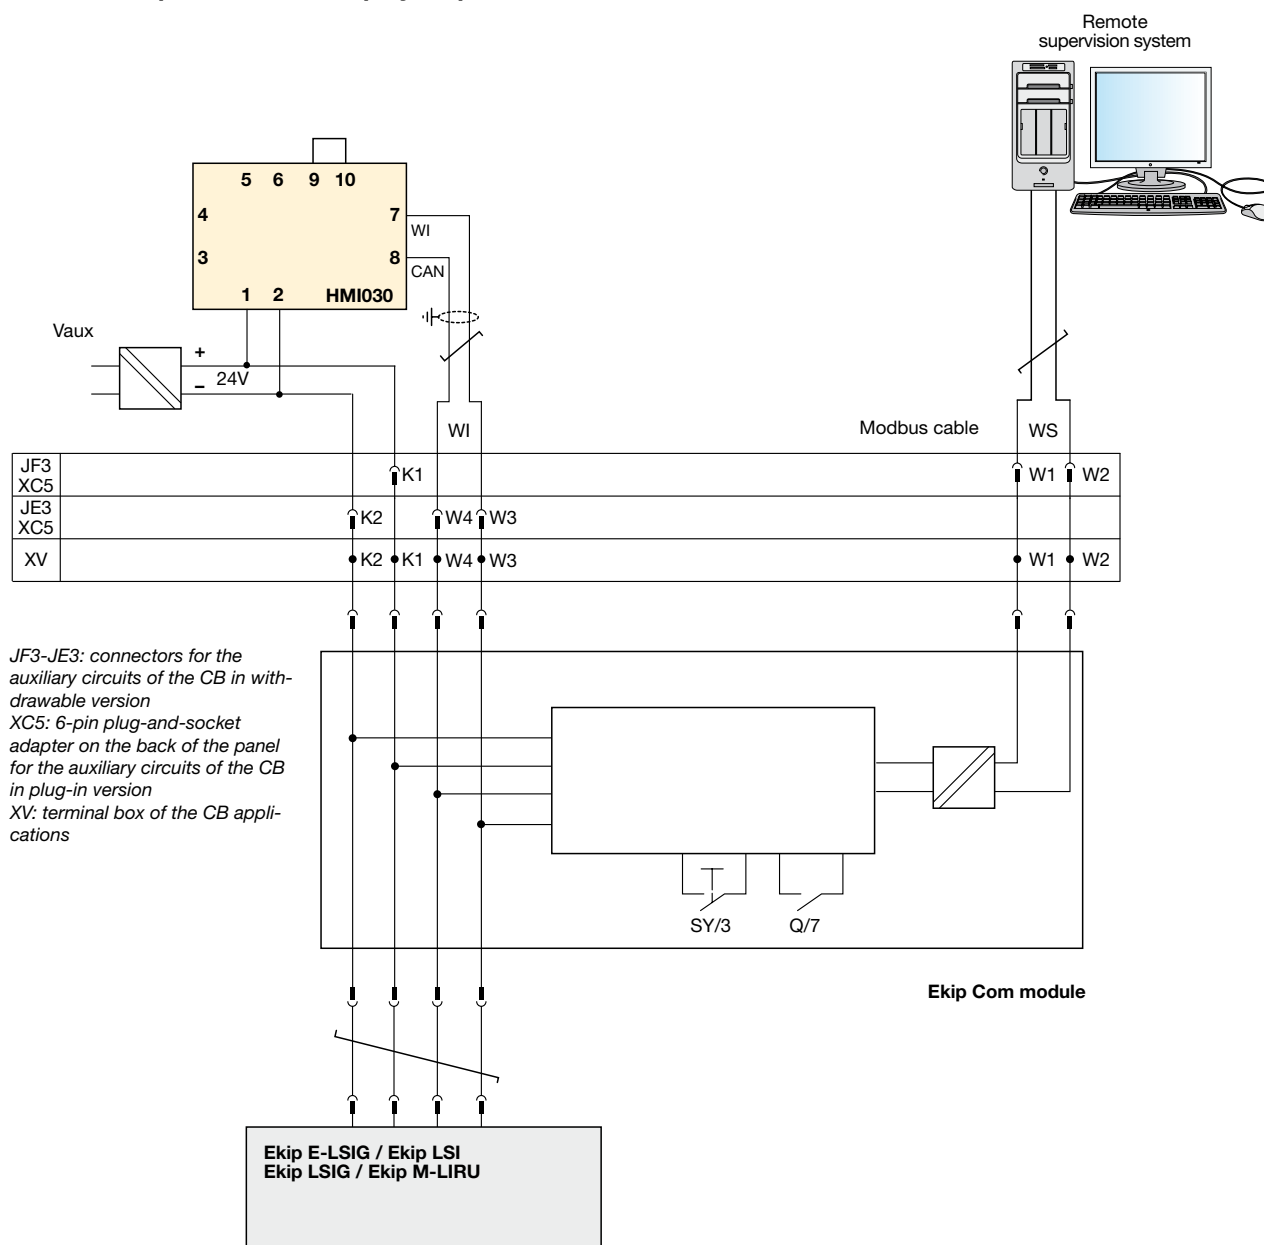 Remote
supervision system
5 6 9 10
4 7
WI
3 8
CAN
1 2 HMI030
Vaux
+
24V
–
WI
Modbus cable
WS
JF3
XC5
K1
W1 W2
JE3
XC5
K2 W4 W3
XV
K2 K1 W4 W3 W1 W2
JF3-JE3: connectors for the
auxiliary circuits of the CB in with-
drawable version
XC5: 6-pin plug-and-socket
adapter on the back of the panel
for the auxiliary circuits of the CB
in plug-in version
XV: terminal box of the CB appli-
cations
SY/3 Q/7
Ekip Com module
Ekip E-LSIG / Ekip LSI
Ekip LSIG / Ekip M-LIRU